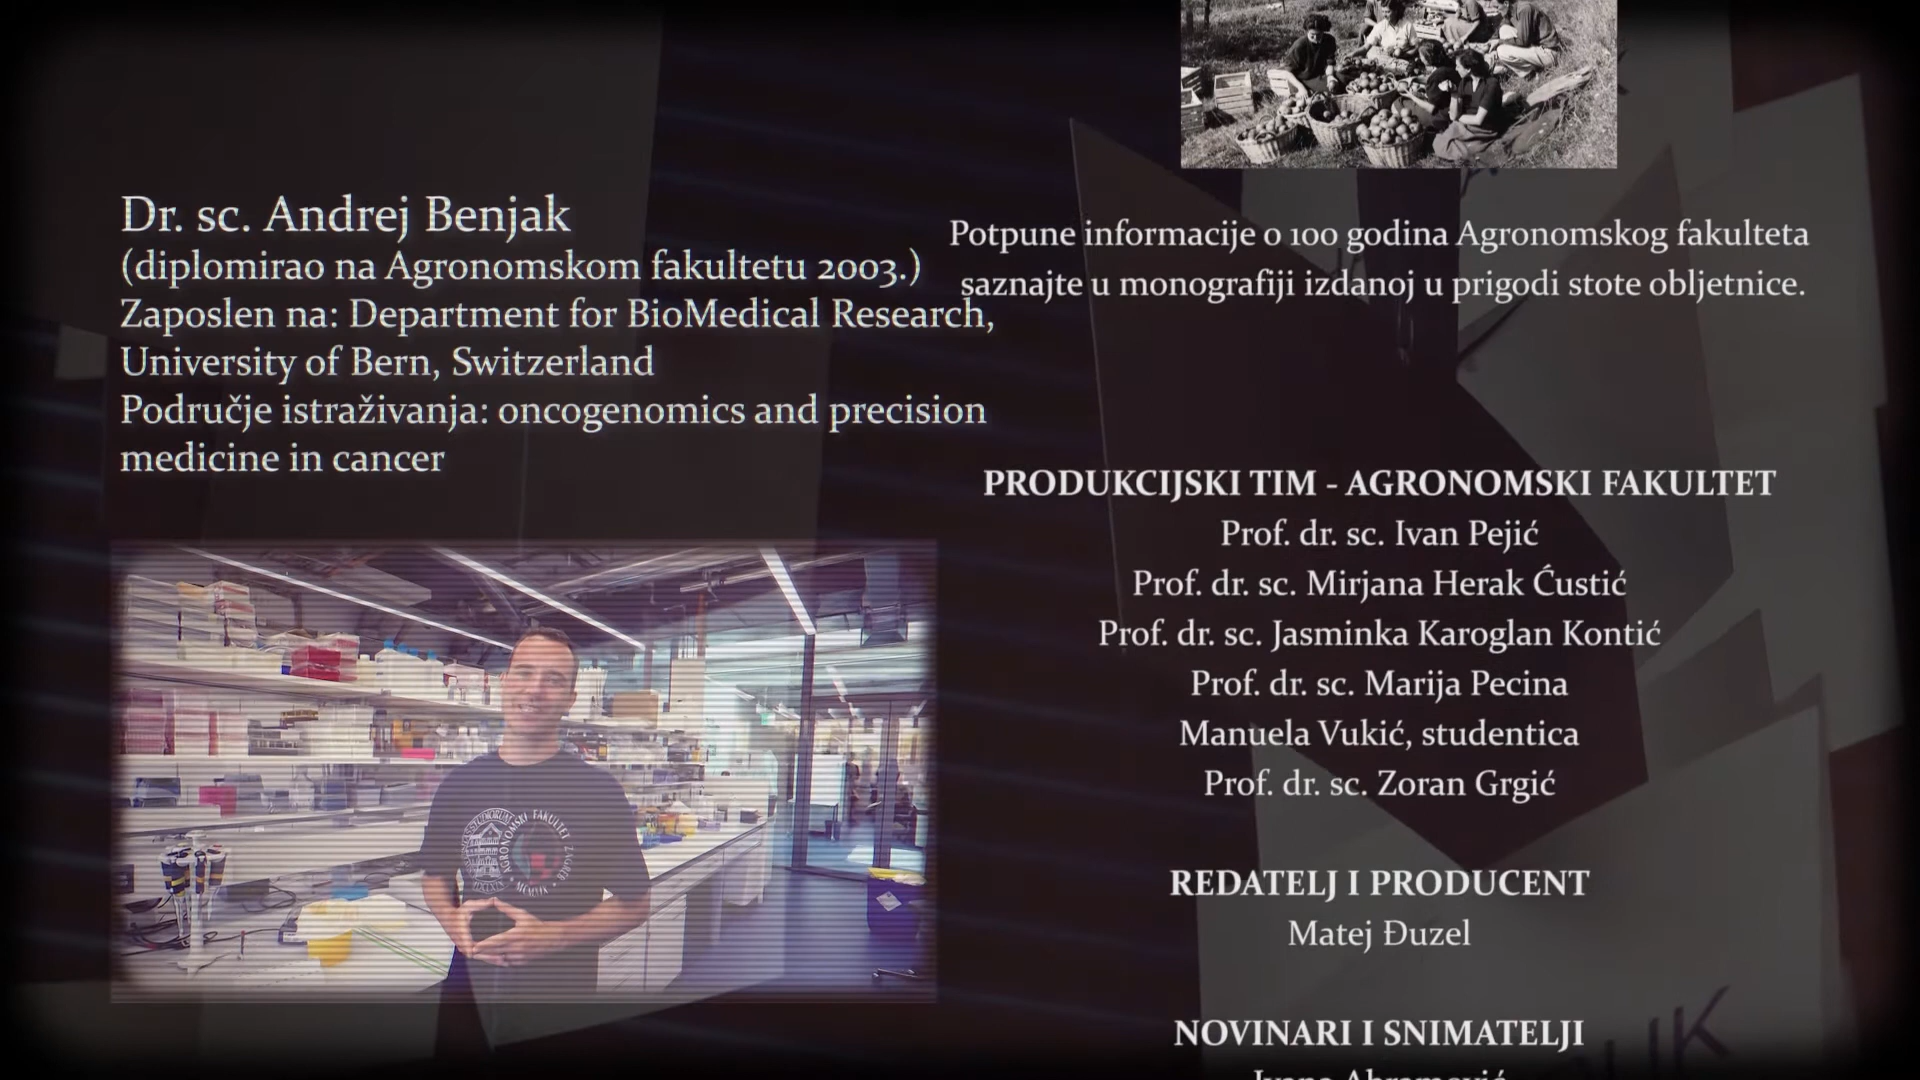 Dr. sc. Andrej Benjak
(diplomirao na Agronomskom fakultetu 2003.)
Zaposlen na: Department for BioMedical Research,
University of Bern, Switzerland
Područje istraživanja: oncogenomics and precision
medicine in cancer
AGRONOMSKI FAKULTET
ZAGREB
MCMXIX
Potpune informacije o 100 godina Agronomskog fakulteta
saznajte u monografiji izdanoj u prigodi stote obljetnice.
PRODUKCIJSKI TIM - AGRONOMSKI FAKULTET
Prof. dr. sc. Ivan Pejić
Prof. dr. sc. Mirjana Herak Ćustić
Prof. dr. sc. Jasminka Karoglan Kontić
Prof. dr. sc. Marija Pecina
Manuela Vukić, studentica
Prof. dr. sc. Zoran Grgić
REDATELJ I PRODUCENT
Matej Đuzel
NOVINARI I SNIMATELJI